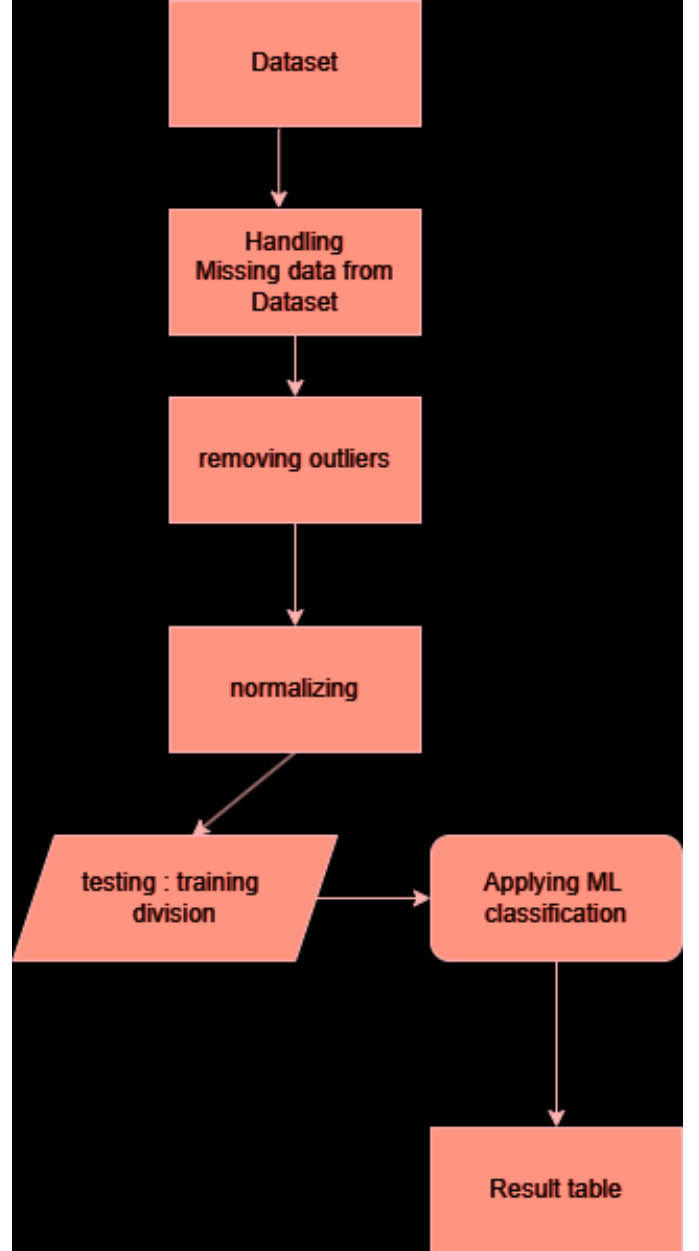 Dataset
Handling
Missing data from
Dataset
removing outliers
normalizing
testing : training
division
Applying ML
classification
Result table